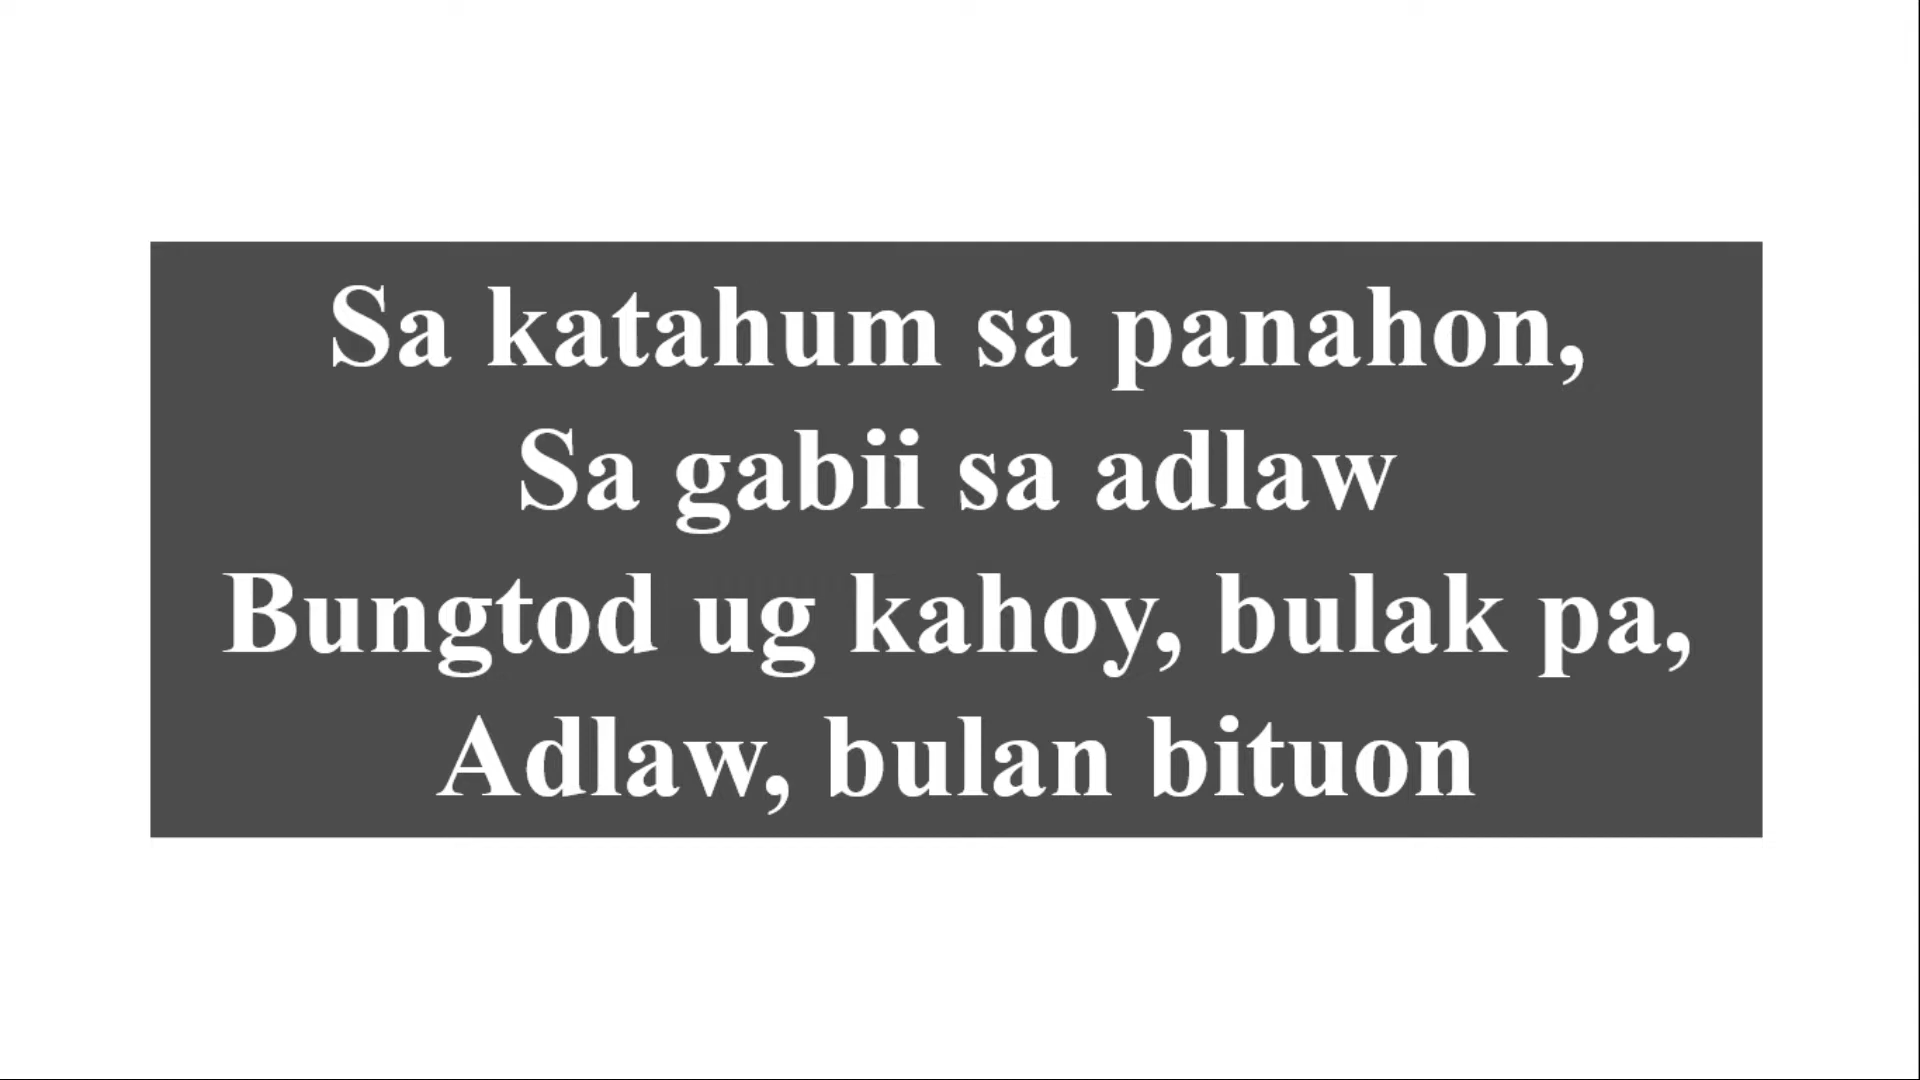 Sa katahum sa panahon,
Sa gabii sa adlaw
Bungtod ug kahoy, bulak pa,
Adlaw, bulan bituon